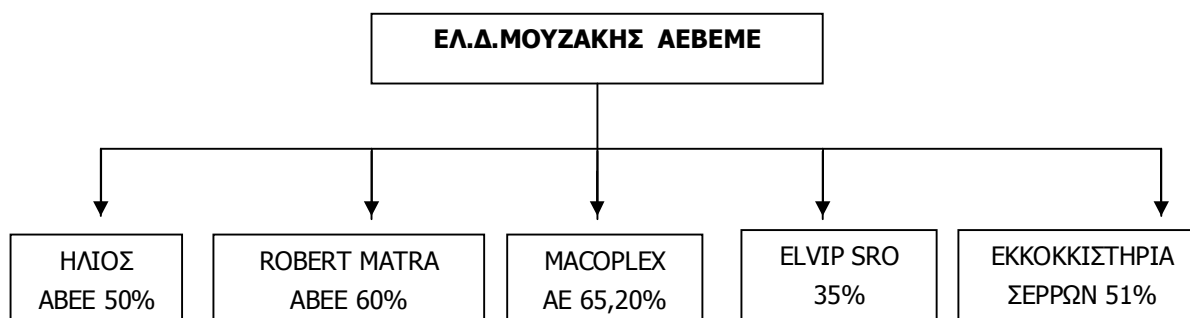 ΕΛ.Δ.ΜΟΥΖΑΚΗΣ ΑΕΒΕΜΕ
ΗΛΙΟΣ
ΑΒΕΕ 50%
ROBERT MATRA
ΑΒΕΕ 60%
MACOPLEX
ΑΕ 65,20%
ELVIP SRO
35%
ΕΚΚΟΚΚΙΣΤΗΡΙΑ
ΣΕΡΡΩΝ 51%